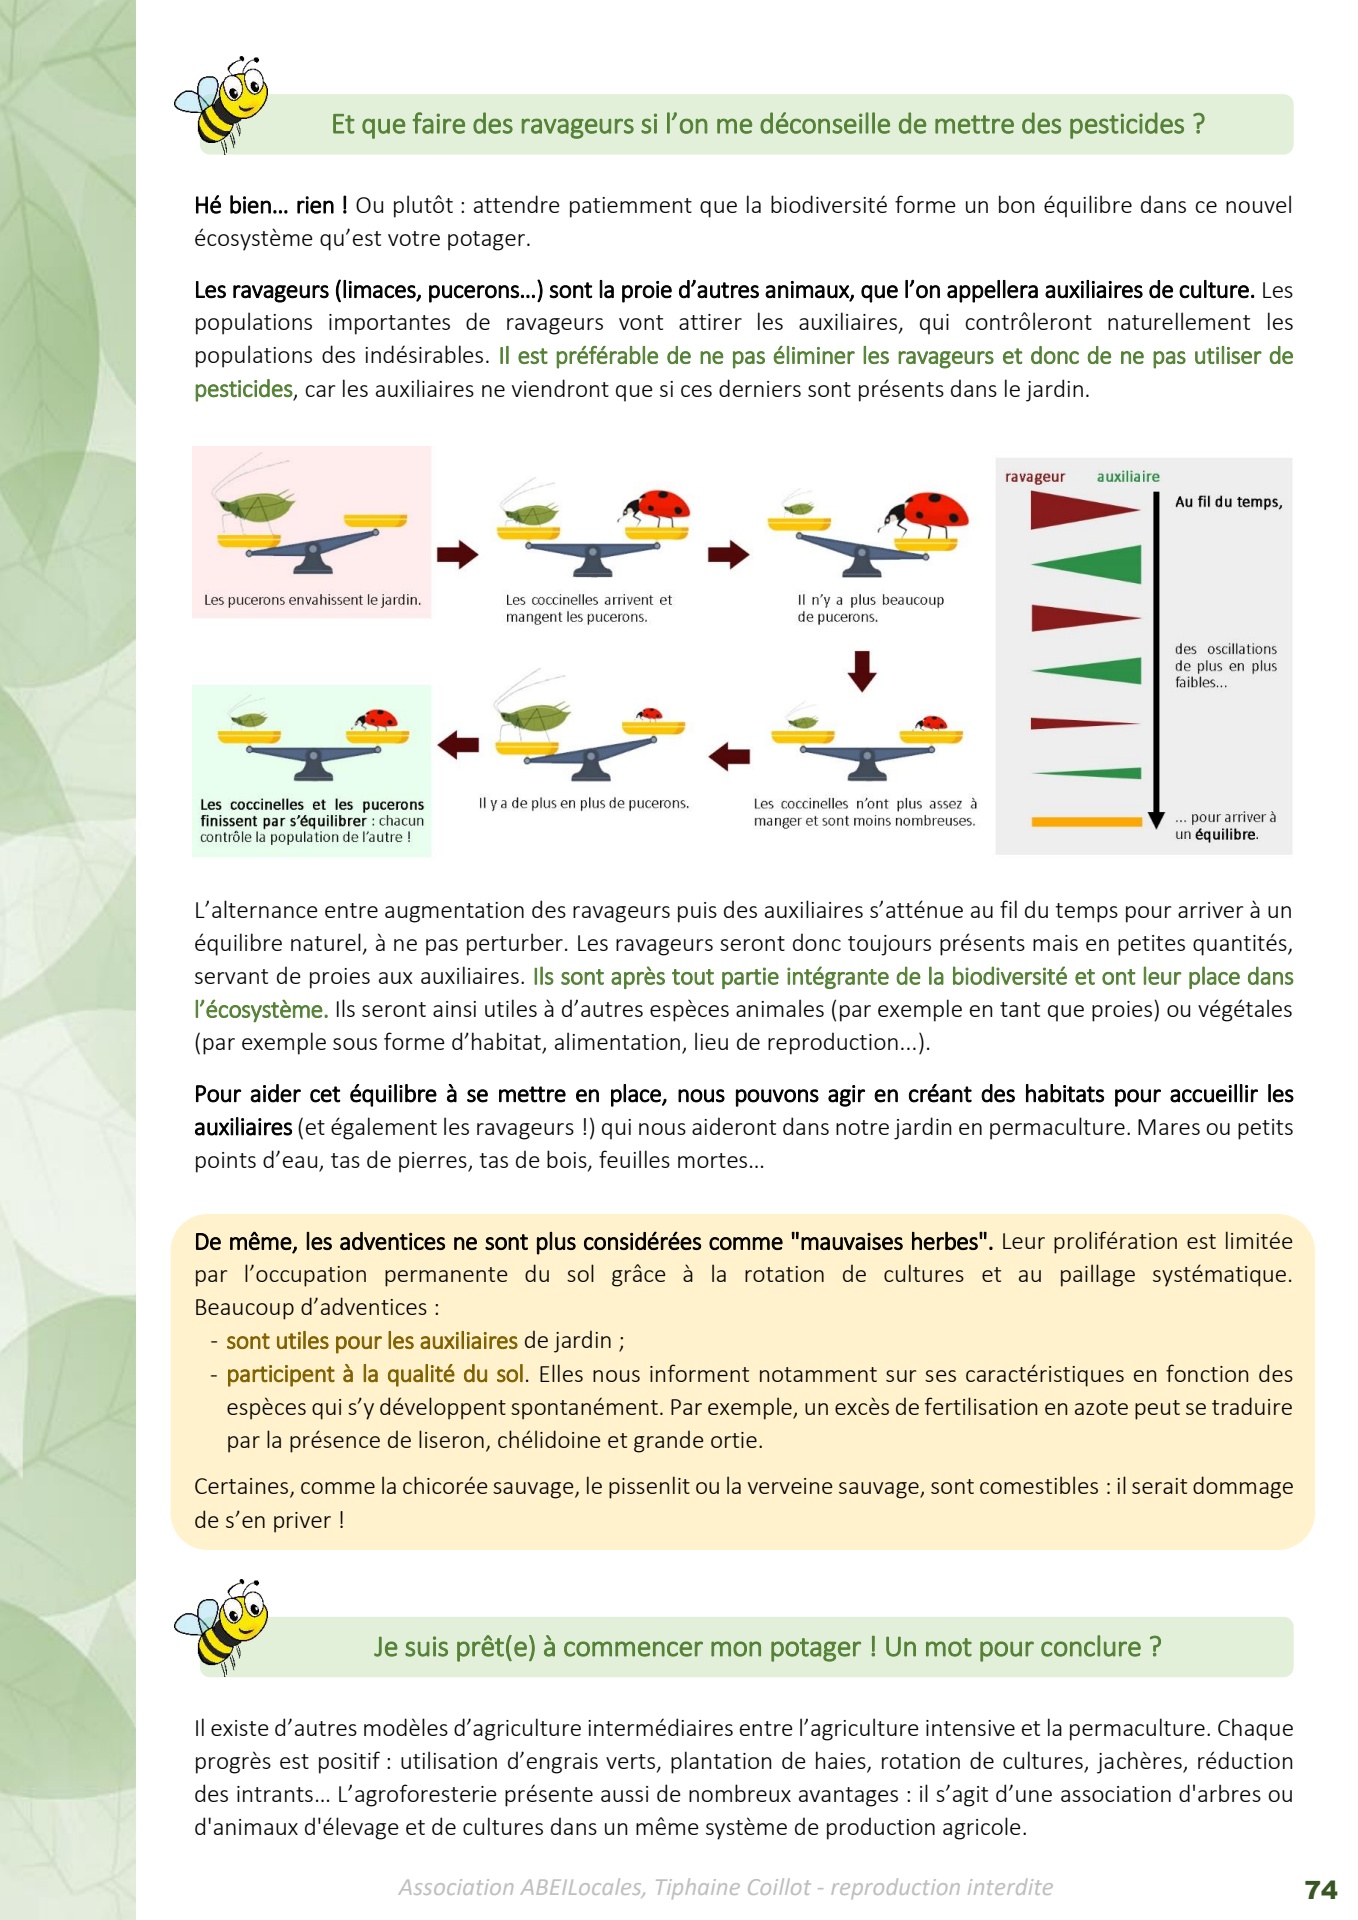 Et que faire des ravageurs si l’on me déconseille de mettre des pesticides ?
Hé bien... rien ! Ou plutôt : attendre patiemment que la biodiversité forme un bon équilibre dans ce nouvel
écosystème qu’est votre potager.
Les ravageurs (limaces, pucerons...) sont la proie d’autres animaux, que l’on appellera auxiliaires de culture. Les
populations importantes de ravageurs vont attirer les auxiliaires, qui contrôleront naturellement les
populations des indésirables. Il est préférable de ne pas éliminer les ravageurs et donc de ne pas utiliser de
pesticides, car les auxiliaires ne viendront que si ces derniers sont présents dans le jardin.
Les pucerons envahissent le jardin.
Les coccinelles arrivent et
mangent les pucerons.
Il n’y a plus beaucoup
de pucerons.
Les coccinelles n’ont plus assez à
manger et sont moins nombreuses.
Il y a de plus en plus de pucerons.
Les coccinelles et les pucerons
finissent par s’équilibrer : chacun
contrôle la population de l’autre !
ravageur auxiliaire
Au fil du temps,
des oscillations
de plus en plus
faibles...
... pour arriver à
un équilibre.
L’alternance entre augmentation des ravageurs puis des auxiliaires s’atténue au fil du temps pour arriver à un
équilibre naturel, à ne pas perturber. Les ravageurs seront donc toujours présents mais en petites quantités,
servant de proies aux auxiliaires. Ils sont après tout partie intégrante de la biodiversité et ont leur place dans
l’écosystème. Ils seront ainsi utiles à d’autres espèces animales (par exemple en tant que proies) ou végétales
(par exemple sous forme d’habitat, alimentation, lieu de reproduction...).
Pour aider cet équilibre à se mettre en place, nous pouvons agir en créant des habitats pour accueillir les
auxiliaires (et également les ravageurs !) qui nous aideront dans notre jardin en permaculture. Mares ou petits
points d’eau, tas de pierres, tas de bois, feuilles mortes...
De même, les adventices ne sont plus considérées comme "mauvaises herbes". Leur prolifération est limitée
par l’occupation permanente du sol grâce à la rotation de cultures et au paillage systématique.
Beaucoup d’adventices :
- sont utiles pour les auxiliaires de jardin ;
- participent à la qualité du sol. Elles nous informent notamment sur ses caractéristiques en fonction des
espèces qui s’y développent spontanément. Par exemple, un excès de fertilisation en azote peut se traduire
par la présence de liseron, chélidoine et grande ortie.
Certaines, comme la chicorée sauvage, le pissenlit ou la verveine sauvage, sont comestibles : il serait dommage
de s’en priver !
Je suis prêt(e) à commencer mon potager ! Un mot pour conclure ?
Il existe d’autres modèles d’agriculture intermédiaires entre l’agriculture intensive et la permaculture. Chaque
progrès est positif : utilisation d’engrais verts, plantation de haies, rotation de cultures, jachères, réduction
des intrants... L’agroforesterie présente aussi de nombreux avantages : il s’agit d’une association d'arbres ou
d'animaux d'élevage et de cultures dans un même système de production agricole.
Association ABEILocales, Tiphaine Coillot - reproduction interdite
74